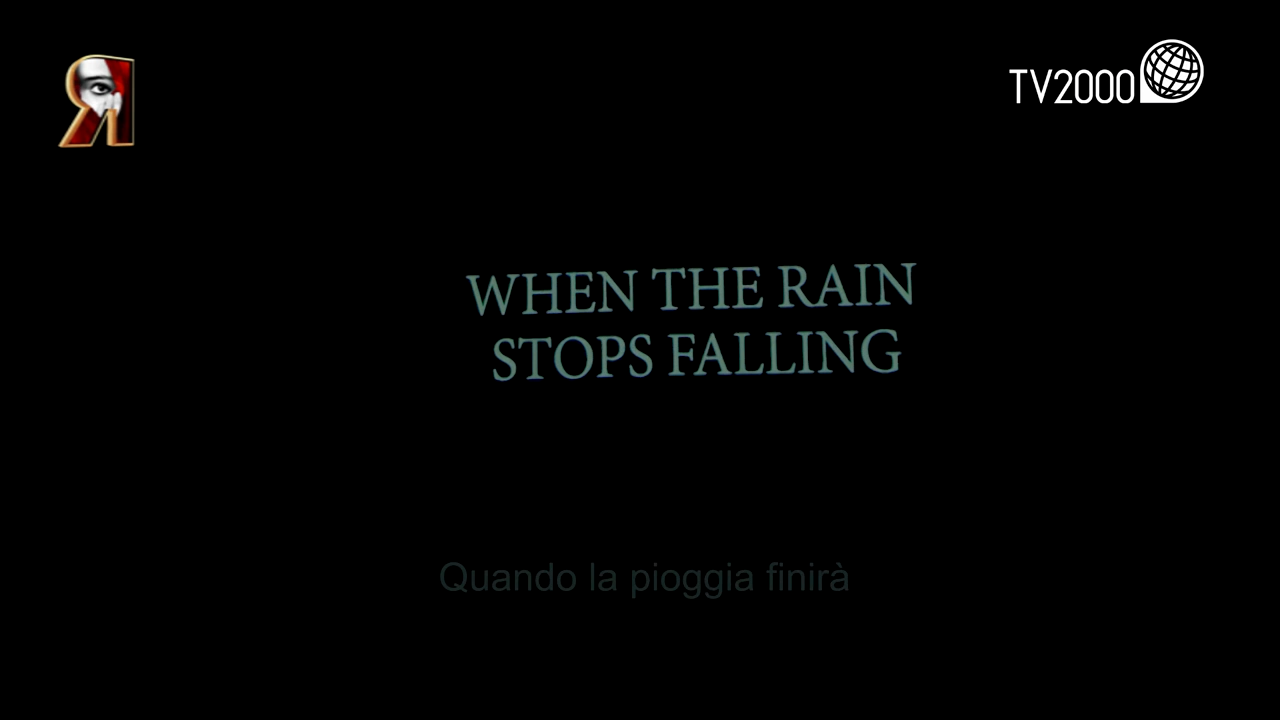 TV2000
WHEN THE RAIN
STOPS FALLING
Quando la pioggia finirà